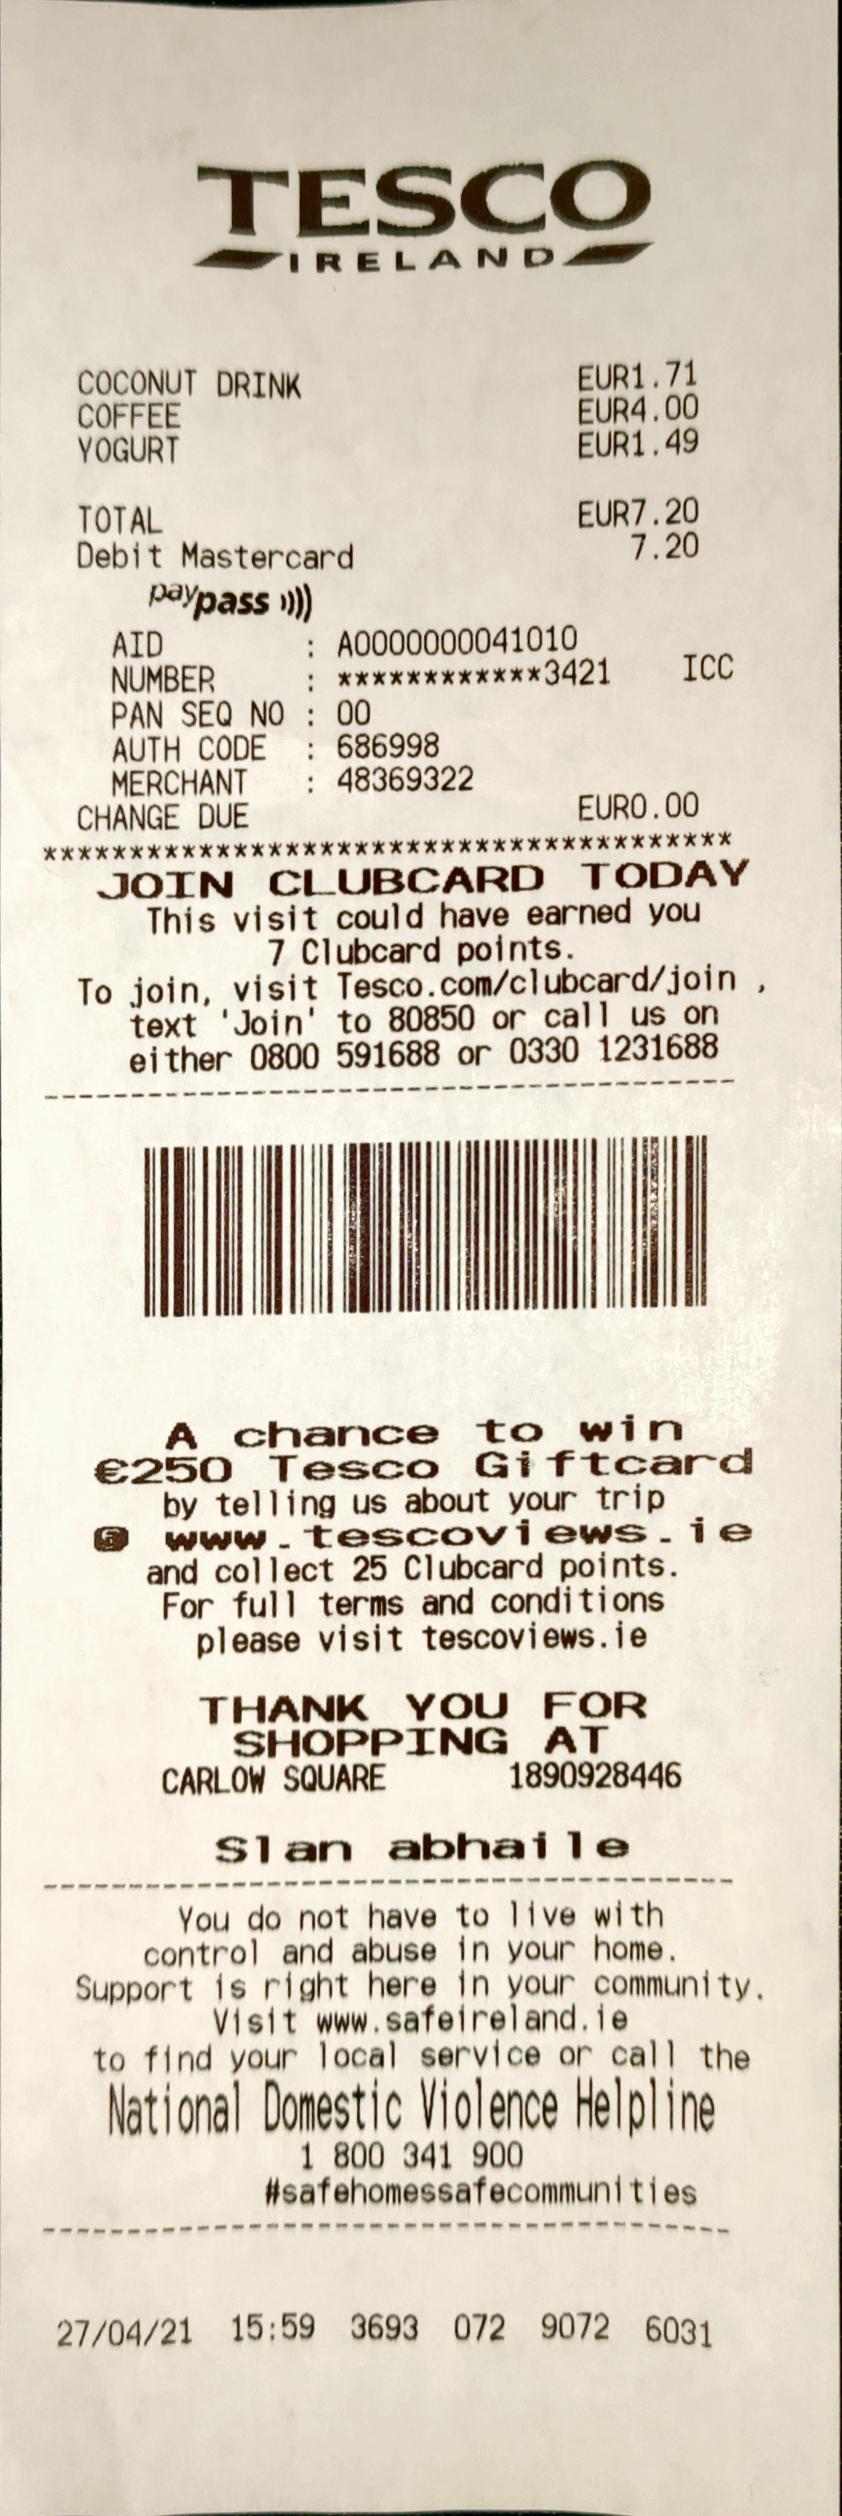 TESCO
IRELAND
COCONUT DRINK EUR1.71
COFFEE EUR4.00
YOGURT EUR1.49
TOTAL EUR7.20
Debit Mastercard 7.20
paypass
AID : A0000000041010
NUMBER : ************3421 ICC
PAN SEQ NO : 00
AUTH CODE : 686998
MERCHANT : 48369322
CHANGE DUE EUR0.00
****************************************
JOIN CLUBCARD TODAY
This visit could have earned you
7 Clubcard points.
To join, visit Tesco.com/clubcard/join ,
text 'Join' to 80850 or call us on
either 0800 591688 or 0330 1231688
----------------------------------------
A chance to win
€250 Tesco Giftcard
by telling us about your trip
@ www.tescoviews.ie
and collect 25 Clubcard points.
For full terms and conditions
please visit tescoviews.ie
THANK YOU FOR
SHOPPING AT
CARLOW SQUARE 1890928446
Slan abhaile
----------------------------------------
You do not have to live with
control and abuse in your home.
Support is right here in your community.
Visit www.safeireland.ie
to find your local service or call the
National Domestic Violence Helpline
1 800 341 900
#safehomessafecommunities
----------------------------------------
27/04/21 15:59 3693 072 9072 6031